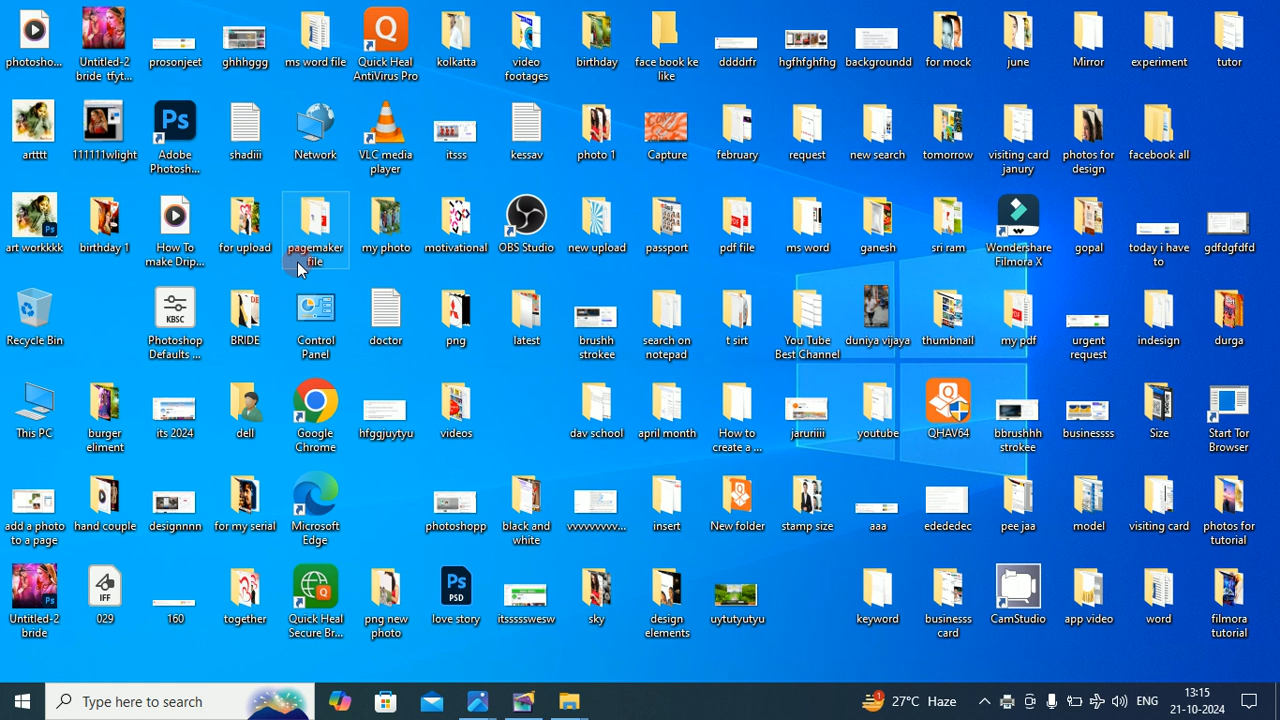 photosho...
Untitled-2
bride tfyt...
prosonjeet
ghhhggg
ms word file
Quick Heal
AntiVirus Pro
kolkatta
video
footages
birthday
face book ke
like
ddddrfr
hgfhfghfhg
backgroundd
for mock
june
Mirror
experiment
tutor
artttt
111111wlight
Adobe
Photosh...
shadiii
Network
VLC media
player
itsss
kessav
photo 1
Capture
february
request
new search
tomorrow
visiting card
janury
photos for
design
facebook all
art workkkk
birthday 1
How To
make Drip...
for upload
pagemaker
file
my photo
motivational
OBS Studio
new upload
passport
pdf file
ms word
ganesh
sri ram
Wondershare
Filmora X
gopal
today i have
to
gdfdgfdfd
Recycle Bin
KBSC
Photoshop
Defaults ...
BRIDE
Control
Panel
doctor
png
latest
brushh
strokee
search on
notepad
t sirt
You Tube
Best Channel
duniya vijaya
thumbnail
my pdf
urgent
request
indesign
durga
This PC
burger
eliment
its 2024
dell
Google
Chrome
hfggjuytyu
videos
dav school
april month
How to
create a ...
jaruriiii
youtube
QHAV64
bbrushhh
strokee
businessss
Size
Start Tor
Browser
add a photo
to a page
hand couple
designnnn
for my serial
Microsoft
Edge
photoshopp
black and
white
vvvvvvvvv...
insert
New folder
stamp size
aaa
edededec
pee jaa
model
visiting card
photos for
tutorial
Untitled-2
bride
IFF
029
160
together
Quick Heal
Secure Br...
png new
photo
PSD
love story
itssssswesw
sky
design
elements
uytutyutyu
keyword
businesss
card
CamStudio
app video
word
filmora
tutorial
Type here to search
1
27°C Haze
ENG
13:15
21-10-2024